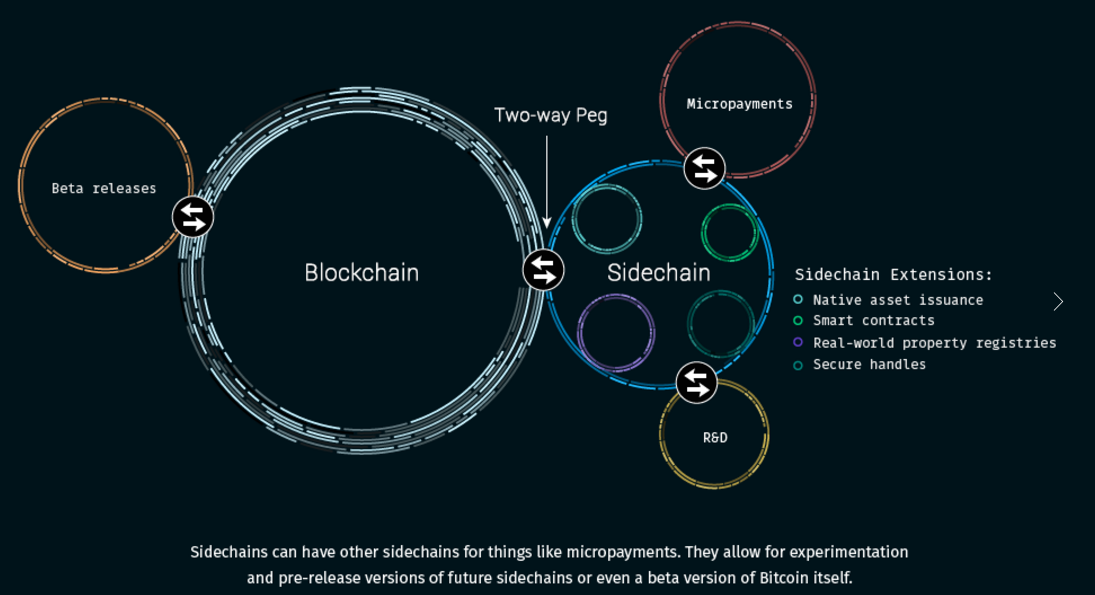 Two-way Peg
Micropayments
Beta releases
Blockchain
Sidechain
Sidechain Extensions:
Native asset issuance
Smart contracts
Real-world property registries
Secure handles
R&D
Sidechains can have other sidechains for things like micropayments. They allow for experimentation
and pre-release versions of future sidechains or even a beta version of Bitcoin itself.